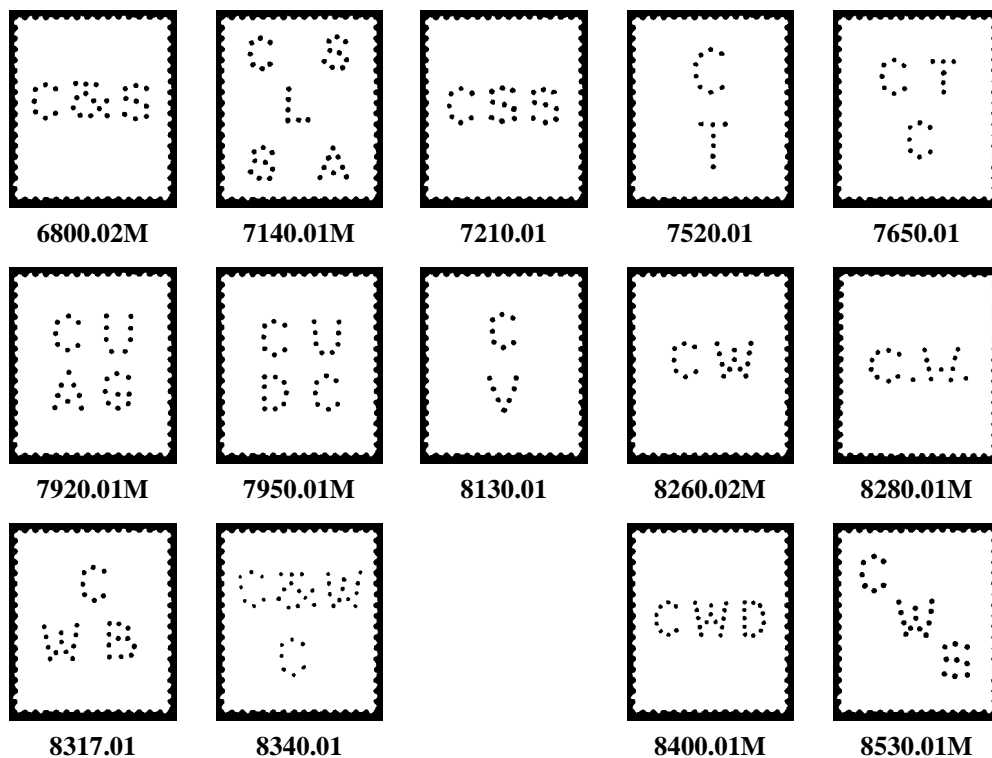 C&S
6800.02M
C S
L
S A
7140.01M
CSS
7210.01
C
T
7520.01
C T
C
7650.01
C U
A G
7920.01M
C U
D C
7950.01M
C
V
8130.01
CW
8260.02M
C.W.
8280.01M
C
W B
8317.01
C&W
C
8340.01
CWD
8400.01M
C
W
S
8530.01M